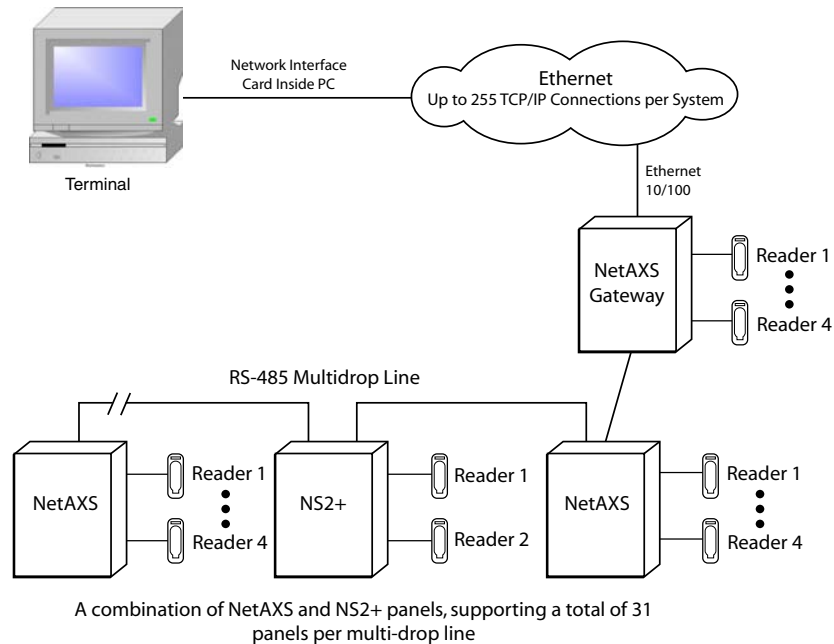 Network Interface
Card Inside PC
Ethernet
Up to 255 TCP/IP Connections per System
Terminal
Ethernet
10/100
NetAXS
Gateway
Reader 1
Reader 4
RS-485 Multidrop Line
NetAXS
Reader 1
Reader 4
NS2+
Reader 1
Reader 2
NetAXS
Reader 1
Reader 4
A combination of NetAXS and NS2+ panels, supporting a total of 31
panels per multi-drop line